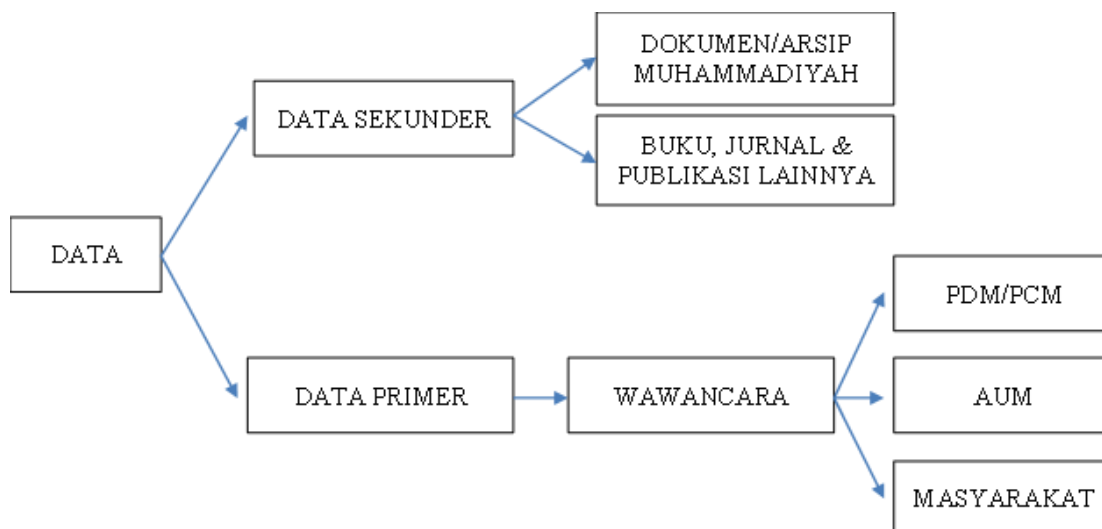 DOKUMEN/ARSIP
MUHAMMADIYAH
DATA SEKUNDER
BUKU, JURNAL &
PUBLIKASI LAINNYA
DATA
PDM/PCM
DATA PRIMER
WAWANCARA
AUM
MASYARAKAT